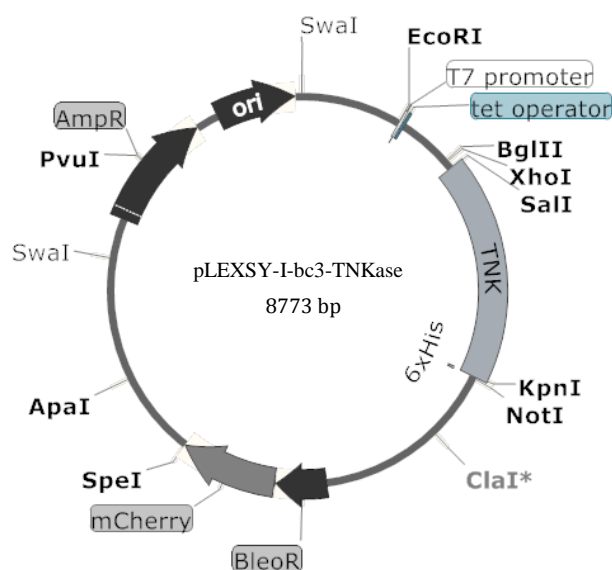 SwaI
EcoRI
T7 promoter
tet operator
BglII
XhoI
SalI
TNK
6xHis
KpnI
NotI
ClaI*
BleoR
mCherry
SpeI
ApaI
SwaI
PvuI
AmpR
ori
pLEXSY-I-bc3-TNKase
8773 bp